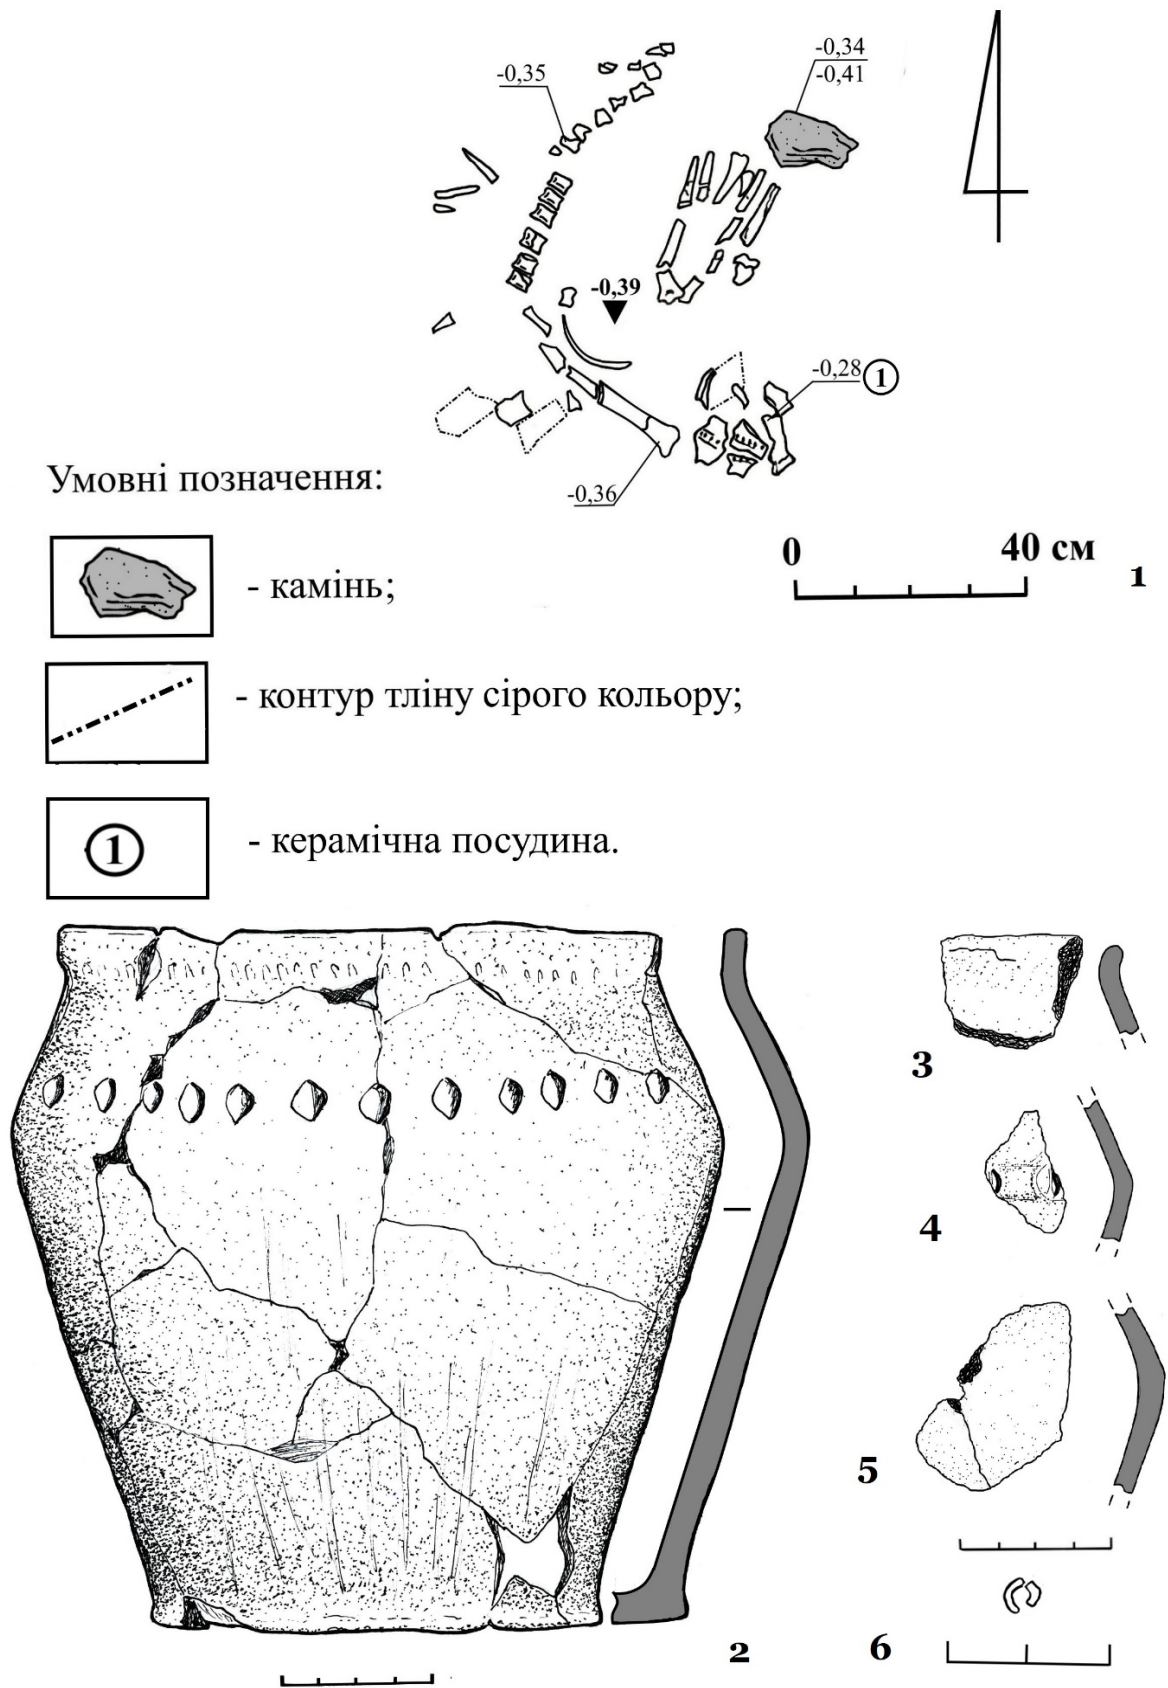 -0,35
-0,34
-0,41
-0,39
-0,28 1
-0,36
Умовні позначення:
0 40 см
1
- камінь;
- контур тліну сірого кольору;
1 - керамічна посудина.
3
4
5
2
6